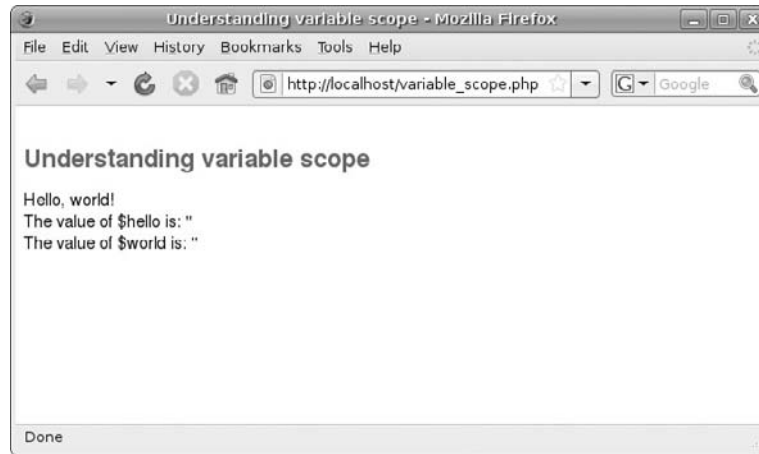 Understanding variable scope - Mozilla Firefox
File Edit View History Bookmarks Tools Help
http://localhost/variable_scope.php G Google
Understanding variable scope
Hello, world!
The value of $hello is: ''
The value of $world is: ''
Done